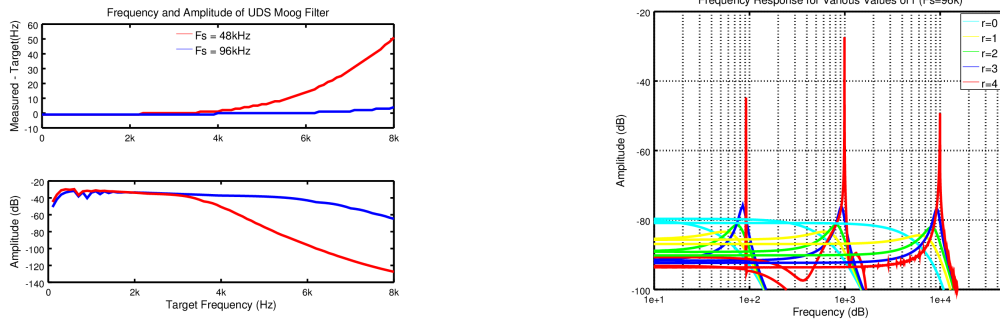 Frequency and Amplitude of UDS Moog Filter
Measured - Target(Hz)
60
50
40
30
20
10
0
-10
Fs = 48kHz
Fs = 96kHz
0
2k
4k
6k
8k
Amplitude (dB)
-20
-40
-60
-80
-100
-120
-140
0
2k
4k
6k
8k
Target Frequency (Hz)
Frequency Response for Various Values of r (Fs=96k)
Amplitude (dB)
-20
-40
-60
-80
-100
r=0
r=1
r=2
r=3
r=4
1e+1
1e+2
1e+3
1e+4
Frequency (dB)